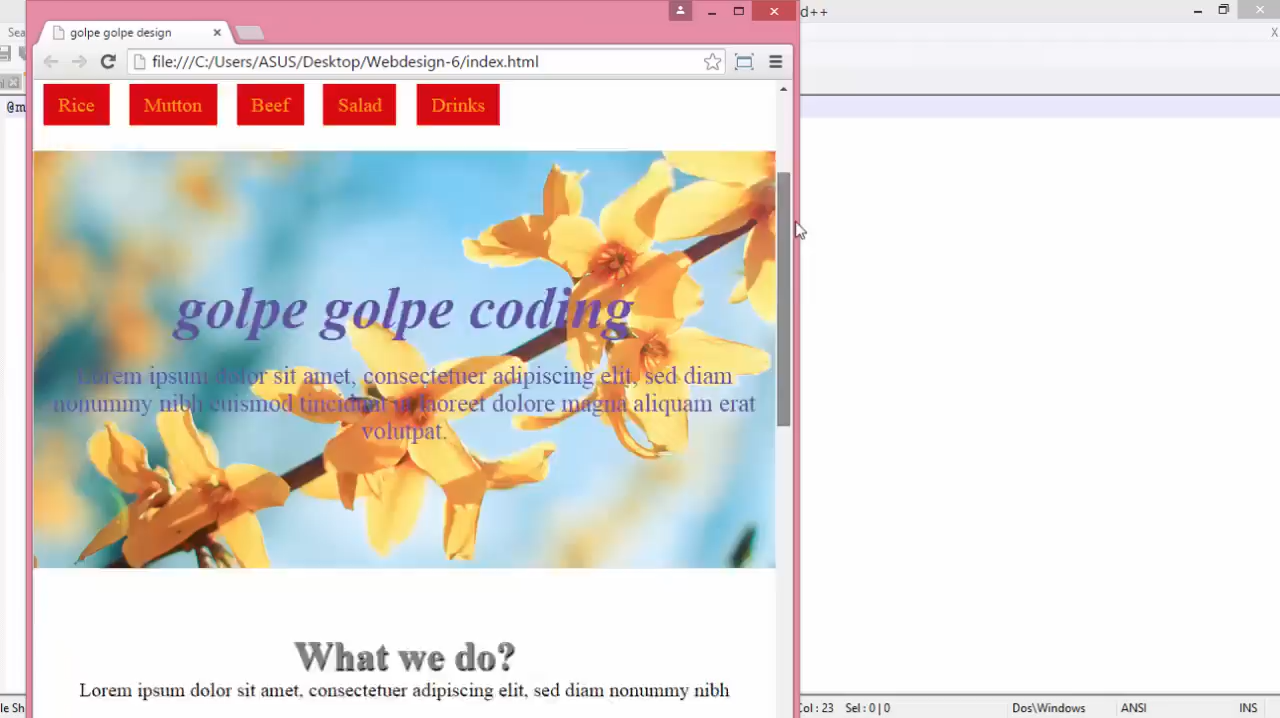 d++
Sea
golpe golpe design
file:///C:/Users/ASUS/Desktop/Webdesign-6/index.html
@m
Rice Mutton Beef Salad Drinks
golpe golpe coding
Lorem ipsum dolor sit amet, consectetuer adipiscing elit, sed diam
nonummy nibh euismod tincidunt ut laoreet dolore magna aliquam erat
volutpat.
What we do?
Lorem ipsum dolor sit amet, consectetuer adipiscing elit, sed diam nonummy nibh
le Sh Col : 23 Sel : 0 | 0 Dos\Windows ANSI INS